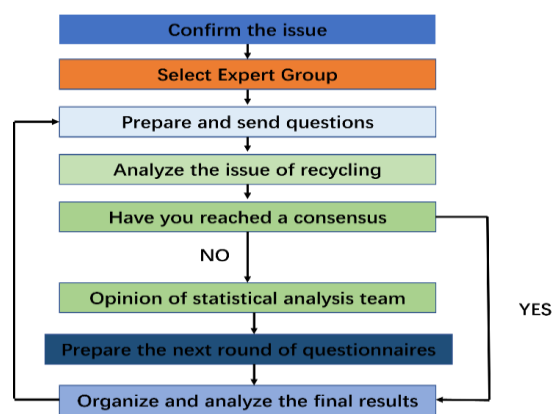 Confirm the issue
Select Expert Group
Prepare and send questions
Analyze the issue of recycling
Have you reached a consensus
NO
YES
Opinion of statistical analysis team
Prepare the next round of questionnaires
Organize and analyze the final results